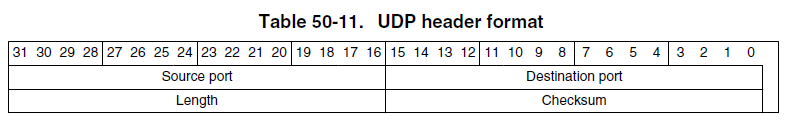 Table 50-11. UDP header format
31 30 29 28 27 26 25 24 23 22 21 20 19 18 17 16 15 14 13 12 11 10 9 8 7 6 5 4 3 2 1 0
Source port Destination port
Length Checksum